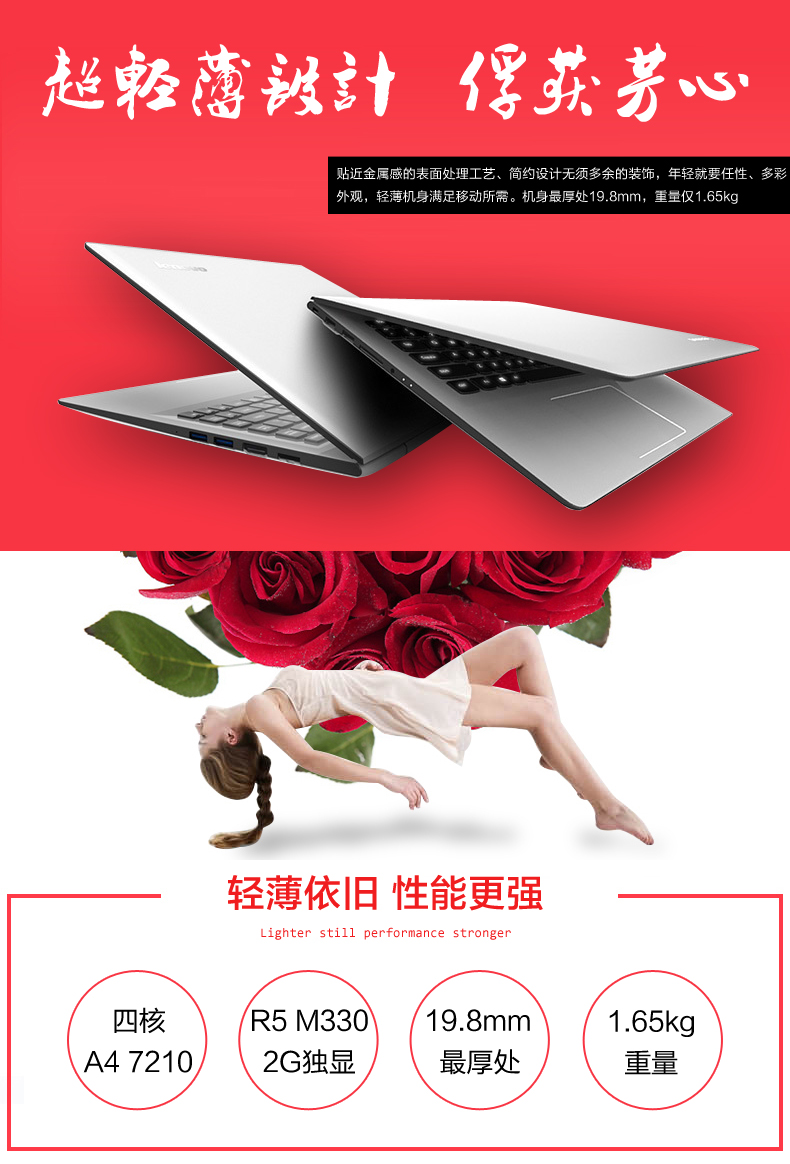 超輕薄設計 俘获芳心
贴近金属感的表面处理工艺、简约设计无须多余的装饰，年轻就要任性、多彩
外观，轻薄机身满足移动所需。机身最厚处19.8mm，重量仅1.65kg
lenovo
轻薄依旧 性能更强
Lighter still performance stronger
四核
A4 7210
R5 M330
2G独显
19.8mm
最厚处
1.65kg
重量